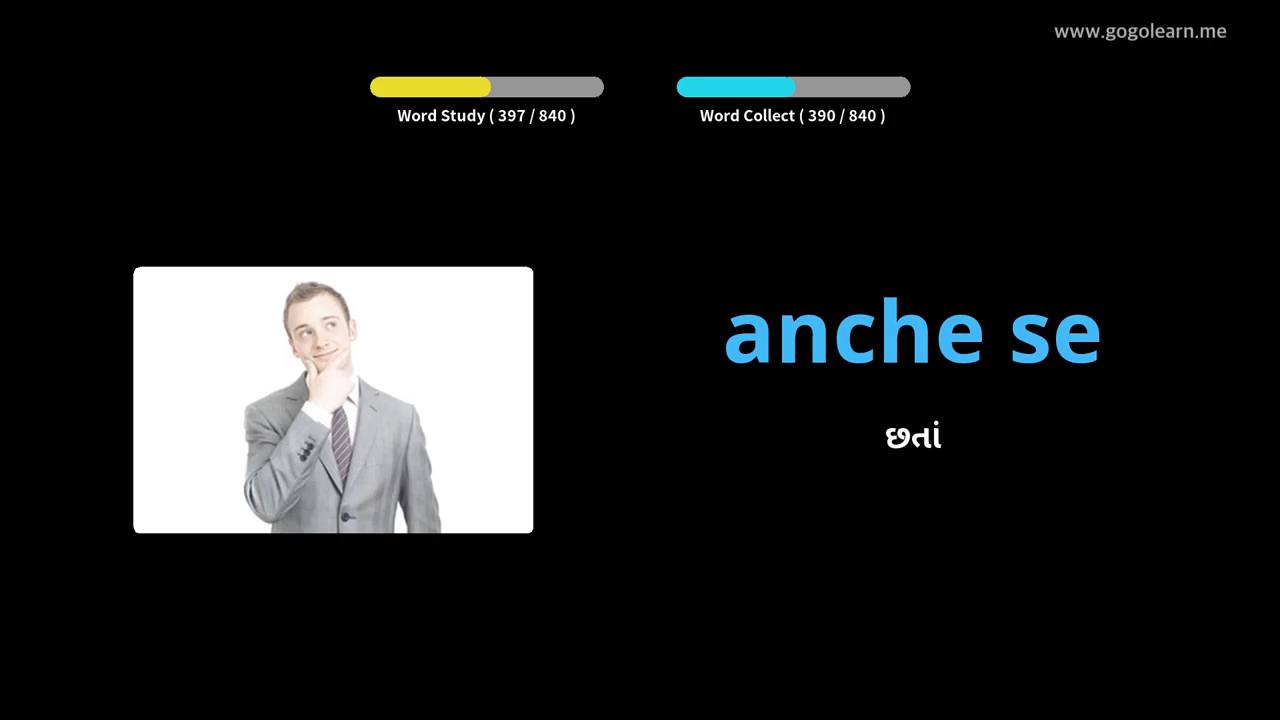 www.gogolearn.me
Word Study ( 397 / 840 )
Word Collect ( 390 / 840 )
anche se
છતાં